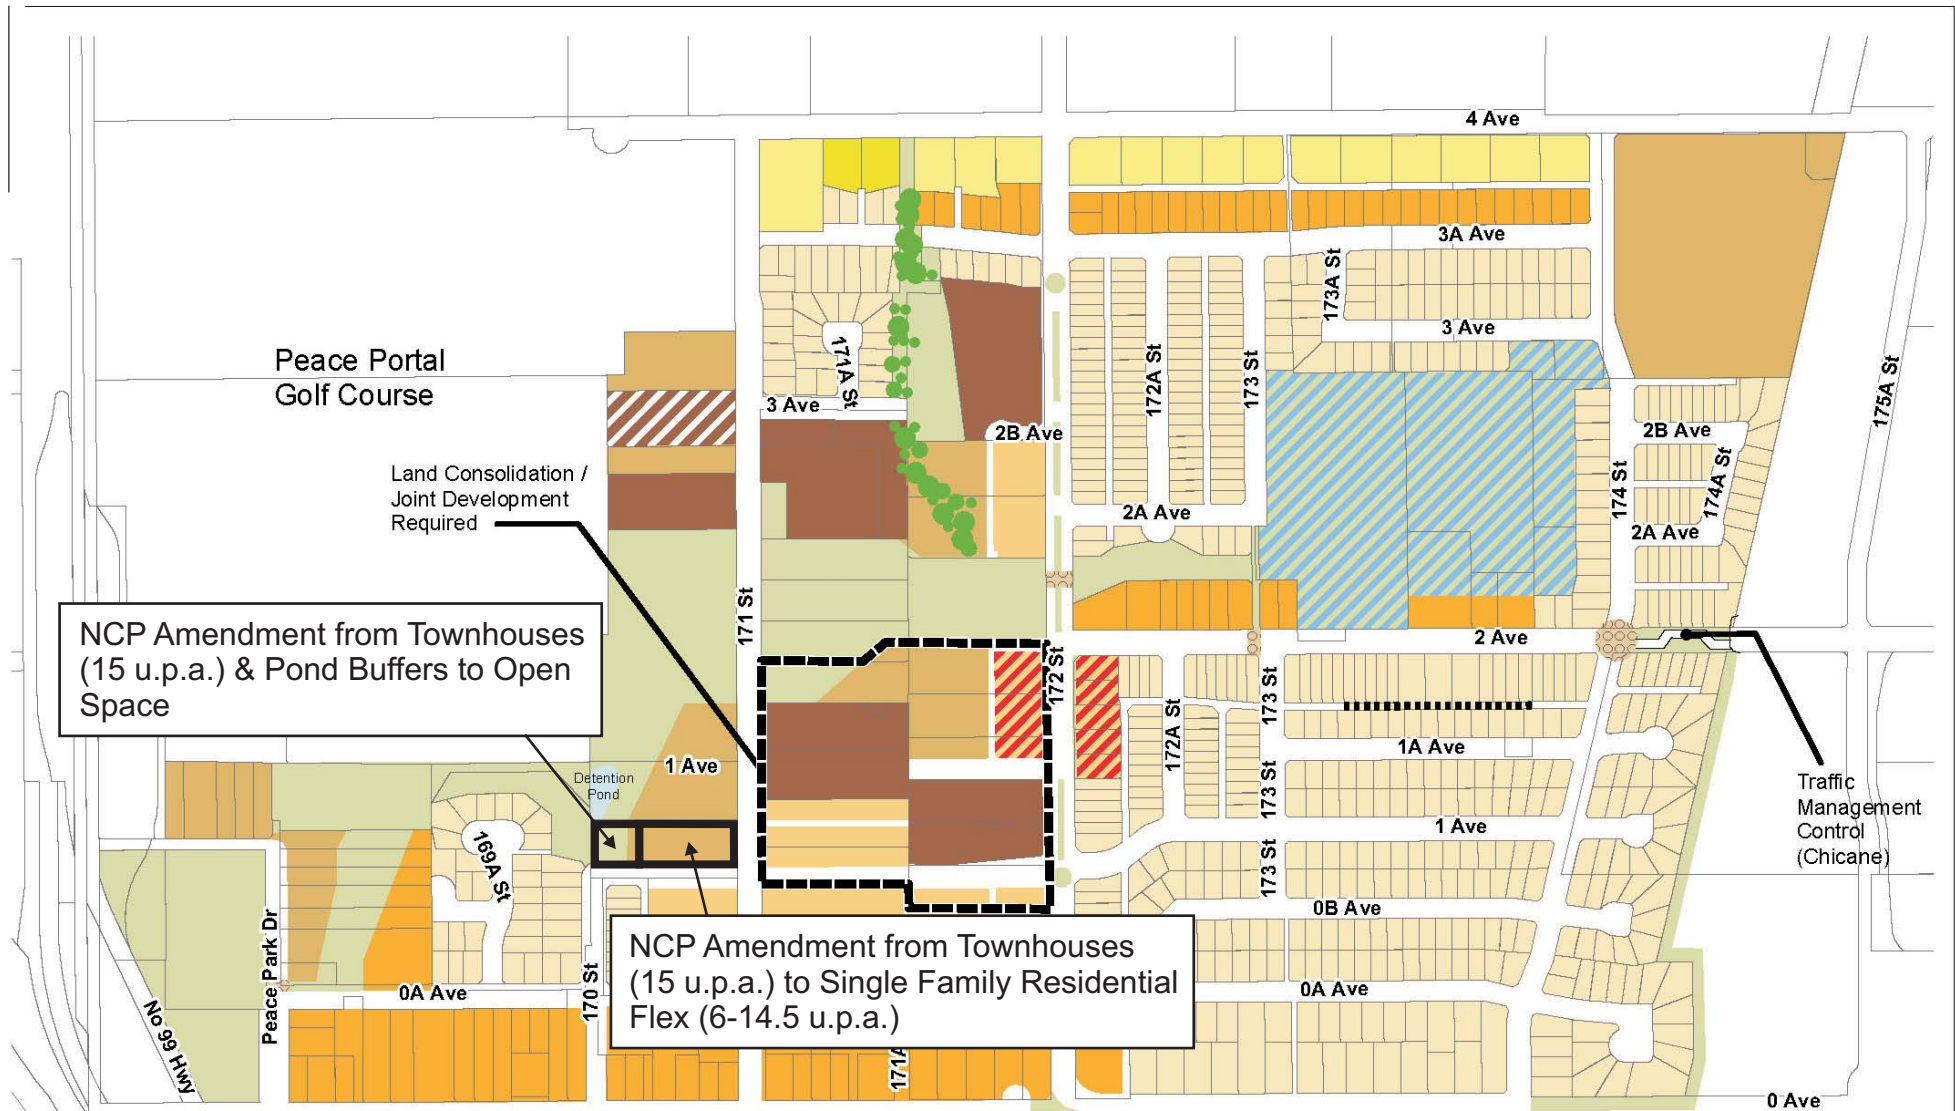 4 Ave
3A Ave
173A St
3 Ave
Peace Portal
Golf Course
171A St
172A St
173 St
175A St
3 Ave
2B Ave
2B Ave
174 St
174A St
Land Consolidation /
Joint Development
Required
2A Ave
2A Ave
171 St
NCP Amendment from Townhouses
(15 u.p.a.) & Pond Buffers to Open
Space
2 Ave
172 St
173 St
172A St
1A Ave
1 Ave
Detention
Pond
173 St
Traffic
Management
Control
(Chicane)
1 Ave
169A St
173 St
0B Ave
NCP Amendment from Townhouses
(15 u.p.a.) to Single Family Residential
Flex (6-14.5 u.p.a.)
Peace Park Dr
170 St
0A Ave
0A Ave
No 99 Hwy
171A
0 Ave